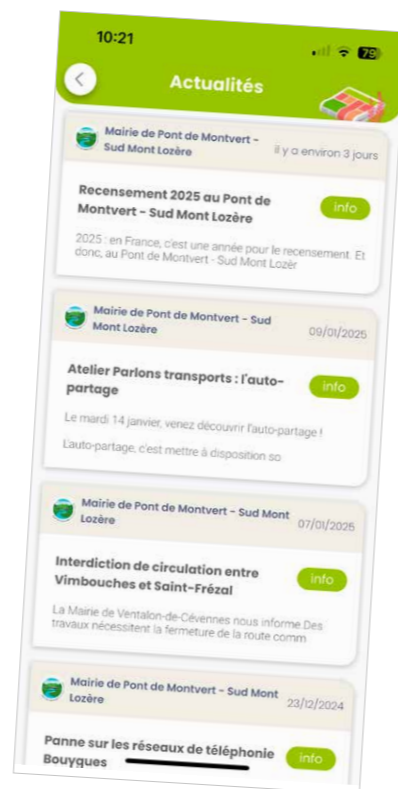 10:21
79
Actualités
Mairie de Pont de Montvert -
Sud Mont Lozère
il y a environ 3 jours
Recensement 2025 au Pont de
Montvert - Sud Mont Lozère
info
2025 : en France, c'est une année pour le recensement. Et
donc, au Pont de Montvert - Sud Mont Lozèr
Mairie de Pont de Montvert - Sud
Mont Lozère
09/01/2025
Atelier Parlons transports : l'auto-
partage
info
Le mardi 14 janvier, venez découvrir l'auto-partage !
L'auto-partage, c'est mettre à disposition so
Mairie de Pont de Montvert - Sud Mont
Lozère
07/01/2025
Interdiction de circulation entre
Vimbouches et Saint-Frézal
info
La Mairie de Ventalon-de-Cévennes nous informe Des
travaux nécessitent la fermeture de la route comm
Mairie de Pont de Montvert - Sud Mont
Lozère
23/12/2024
Panne sur les réseaux de téléphonie
Bouygues
info